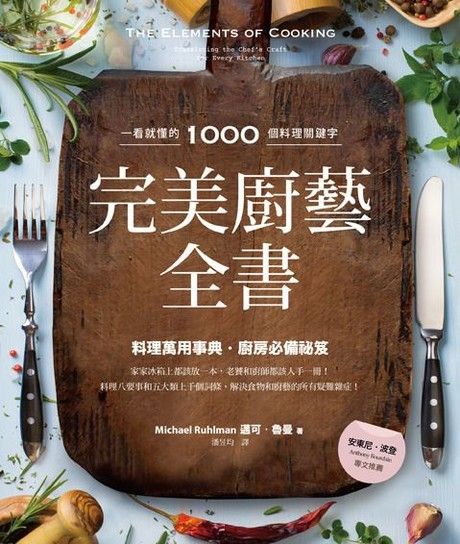 THE ELEMENTS OF COOKING
Translating the Chef's Craft
for Every Kitchen
一看就懂的 1000 個料理關鍵字
完美廚藝
全書
料理萬用事典・廚房必備祕笈
家家冰箱上都該放一本，老饕和廚師都該人手一冊！
料理八要事和五大類上千個詞條，解決食物和廚藝的所有疑難雜症！
Michael Ruhlman 邁可・魯曼 著
潘昱均 譯
安東尼・波登
Anthony Bourdain
專文推薦